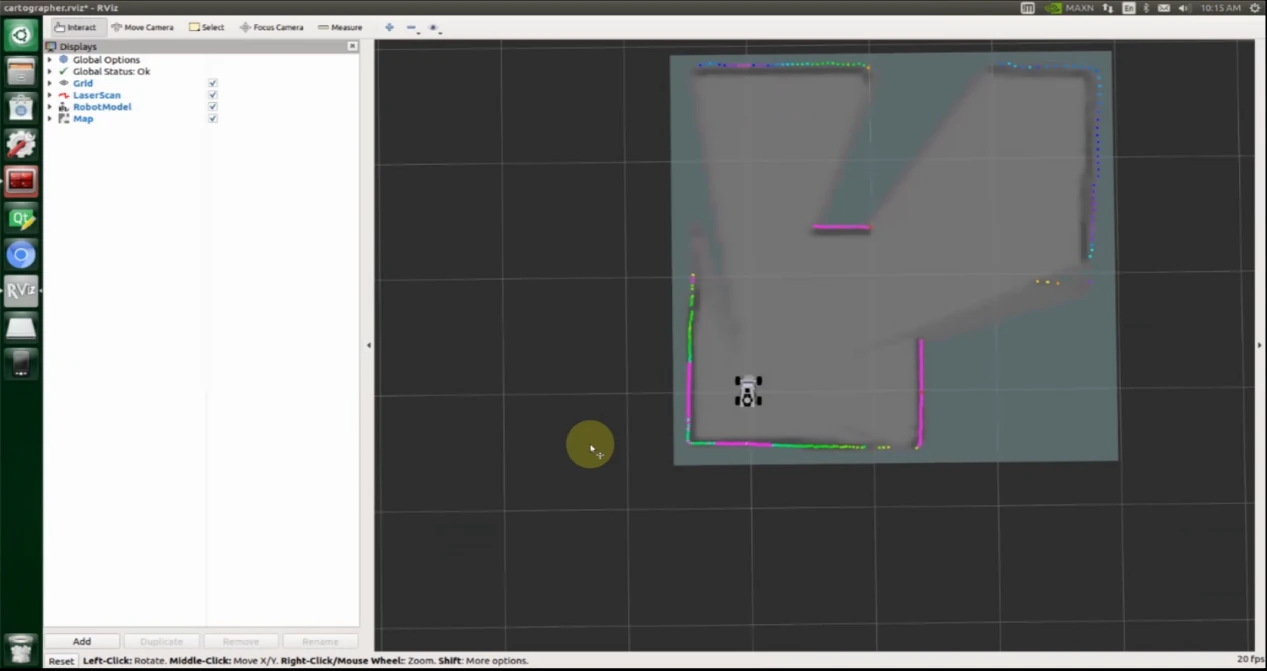 cartographer.rviz* - RViz
MAXN
En
10:15 AM
Interact Move Camera Select Focus Camera Measure
Displays
Global Options
Global Status: Ok
Grid
LaserScan
RobotModel
Map
Qt
RViz
Add Duplicate Remove Rename
Reset Left-Click: Rotate. Middle-Click: Move X/Y. Right-Click/Mouse Wheel:: Zoom. Shift: More options. 20 fps